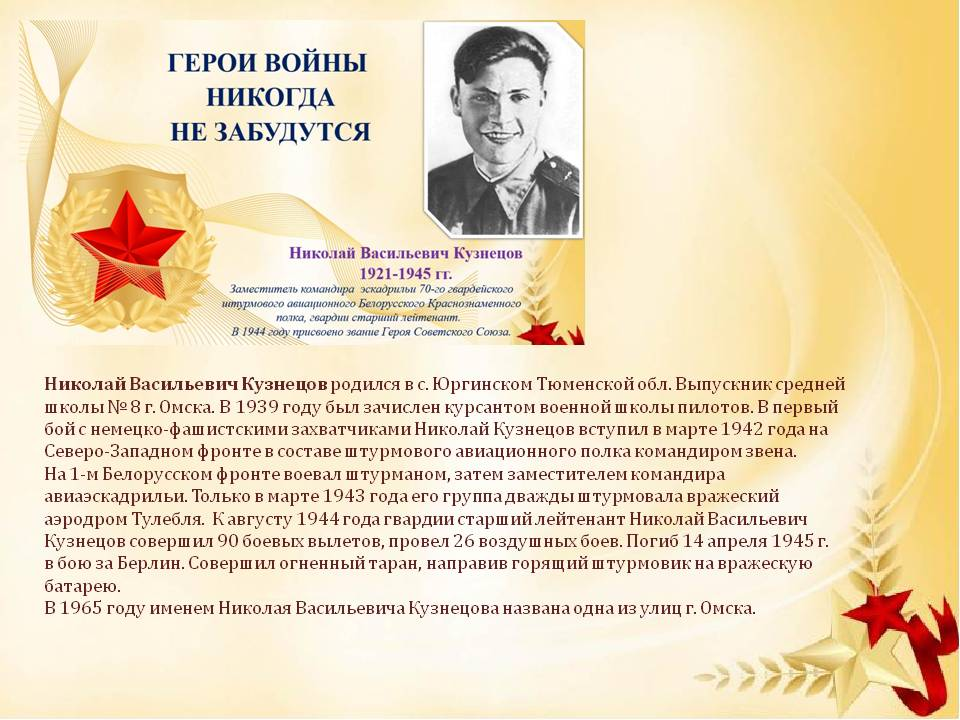 ГЕРОИ ВОЙНЫ
НИКОГДА
НЕ ЗАБУДУТСЯ
Николай Васильевич Кузнецов
1921-1945 гг.
Заместитель командира эскадрильи 70-го гвардейского
штурмового авиационного Белорусского Краснознаменного
полка, гвардии старший лейтенант.
В 1944 году присвоено звание Героя Советского Союза.
Николай Васильевич Кузнецов родился в с. Юргинском Тюменской обл. Выпускник средней
школы № 8 г. Омска. В 1939 году был зачислен курсантом военной школы пилотов. В первый
бой с немецко-фашистскими захватчиками Николай Кузнецов вступил в марте 1942 года на
Северо-Западном фронте в составе штурмового авиационного полка командиром звена.
На 1-м Белорусском фронте воевал штурманом, затем заместителем командира
авиаэскадрильи. Только в марте 1943 года его группа дважды штурмовала вражеский
аэродром Тулебля. К августу 1944 года гвардии старший лейтенант Николай Васильевич
Кузнецов совершил 90 боевых вылетов, провел 26 воздушных боев. Погиб 14 апреля 1945 г.
в бою за Берлин. Совершил огненный таран, направив горящий штурмовик на вражескую
батарею.
В 1965 году именем Николая Васильевича Кузнецова названа одна из улиц г. Омска.